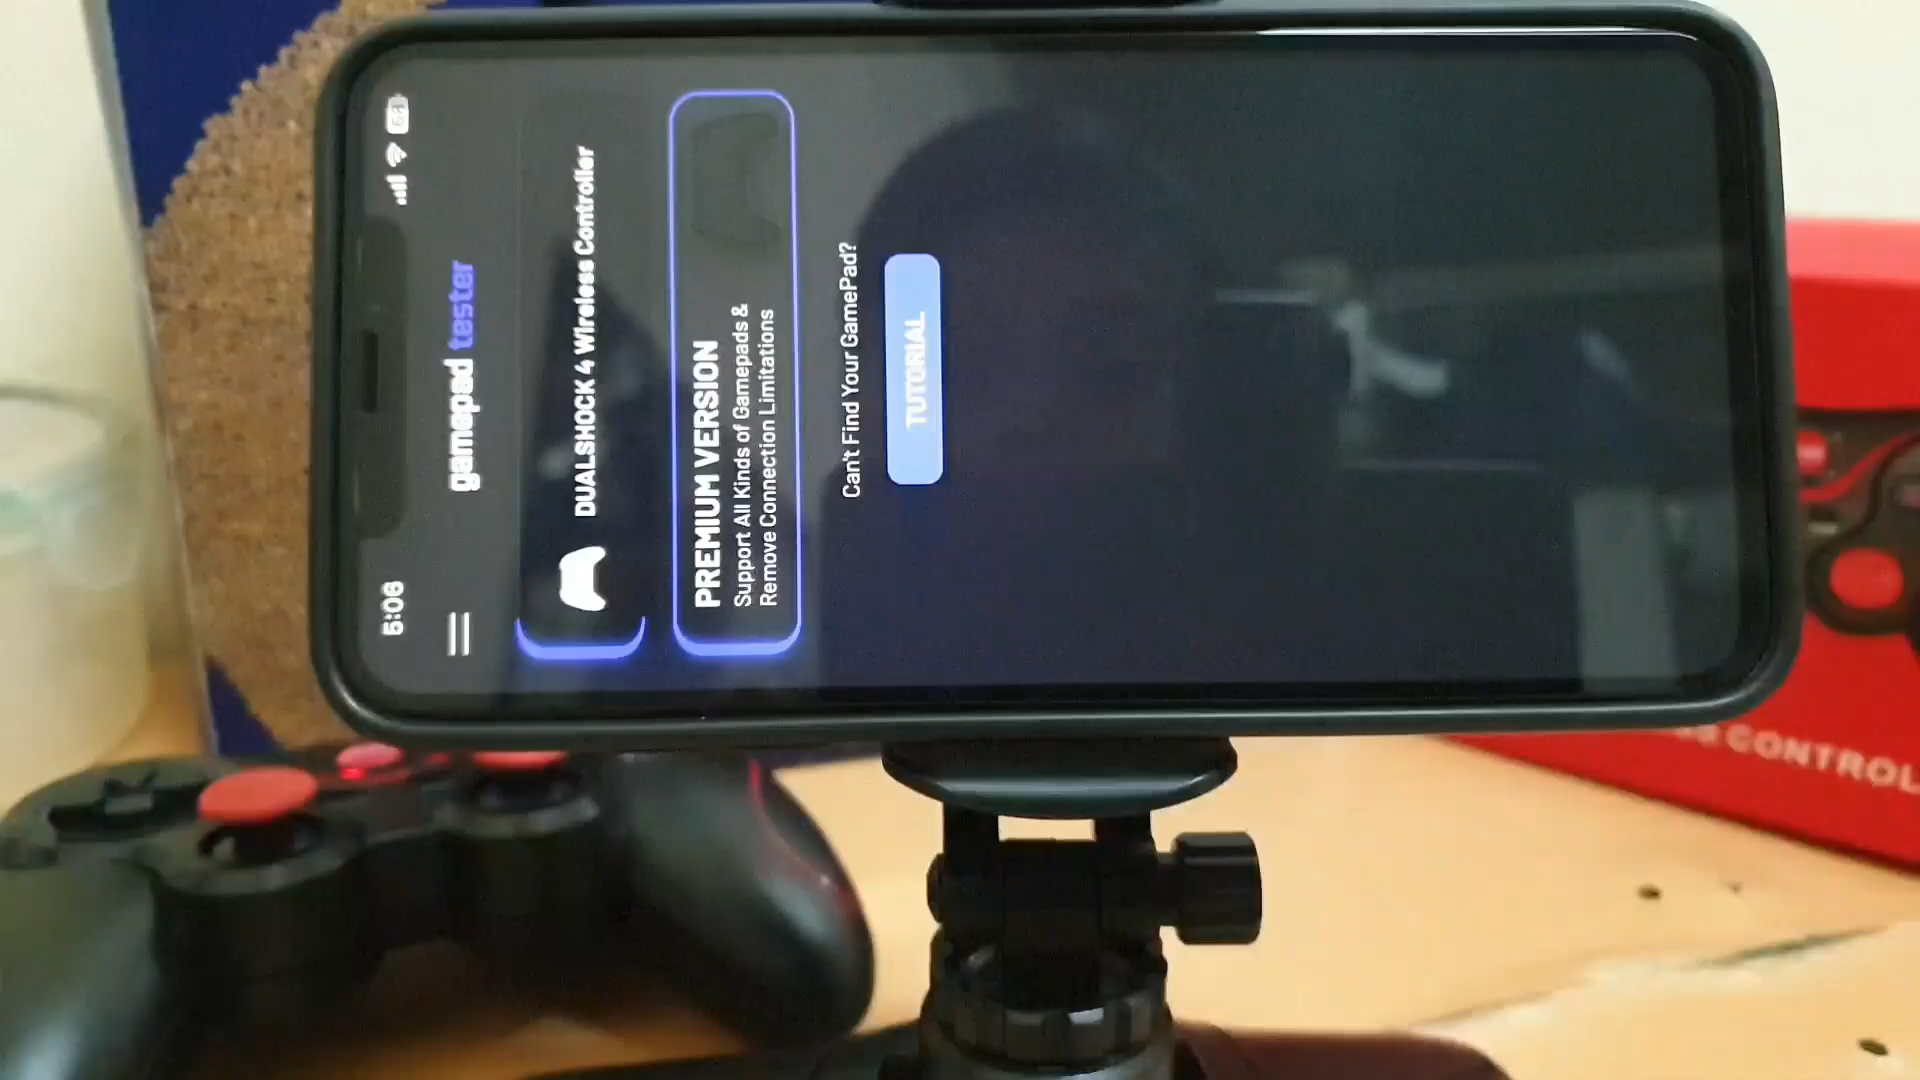 5:06
gamepad tester
DUALSHOCK 4 Wireless Controller
PREMIUM VERSION
Support All Kinds of Gamepads &
Remove Connection Limitations
Can't Find Your GamePad?
TUTORIAL
CONTROL